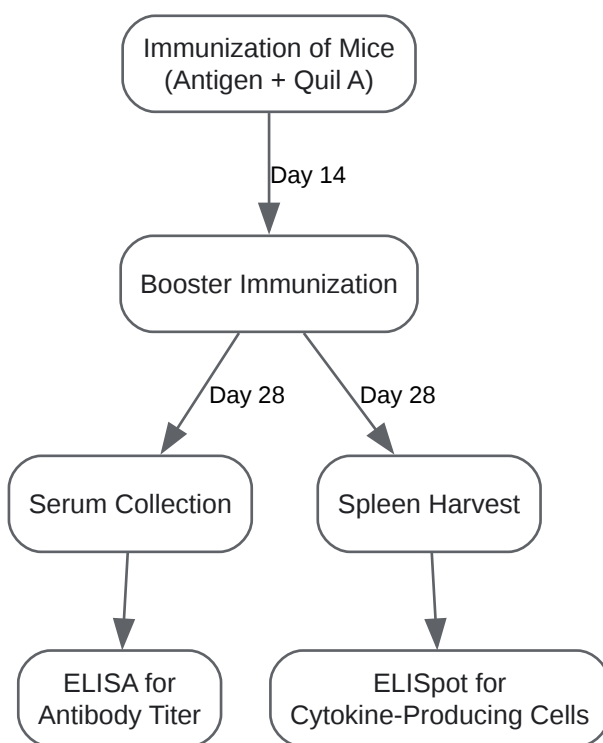 Immunization of Mice
(Antigen + Quil A)
Day 14
Booster Immunization
Day 28
Day 28
Serum Collection
Spleen Harvest
ELISA for
Antibody Titer
ELISpot for
Cytokine-Producing Cells